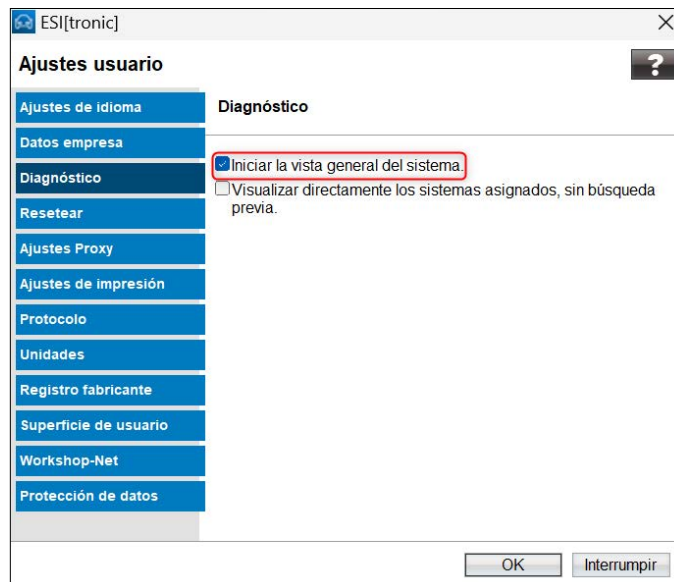 ESI[tronic]
Ajustes usuario
?
Ajustes de idioma
Datos empresa
Diagnóstico
Resetear
Ajustes Proxy
Ajustes de impresión
Protocolo
Unidades
Registro fabricante
Superficie de usuario
Workshop-Net
Protección de datos
Diagnóstico
Iniciar la vista general del sistema.
Visualizar directamente los sistemas asignados, sin búsqueda
previa.
OK
Interrumpir